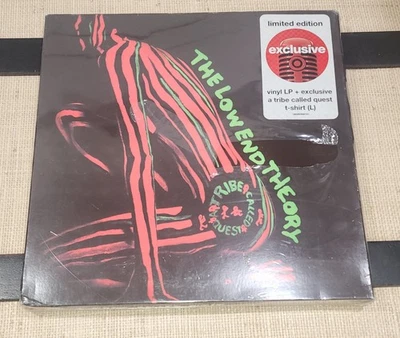 limited edition
exclusive
vinyl LP + exclusive
a tribe called quest
t-shirt (L)
THE LOW END THEORY
A TRIBE CALLED QUEST